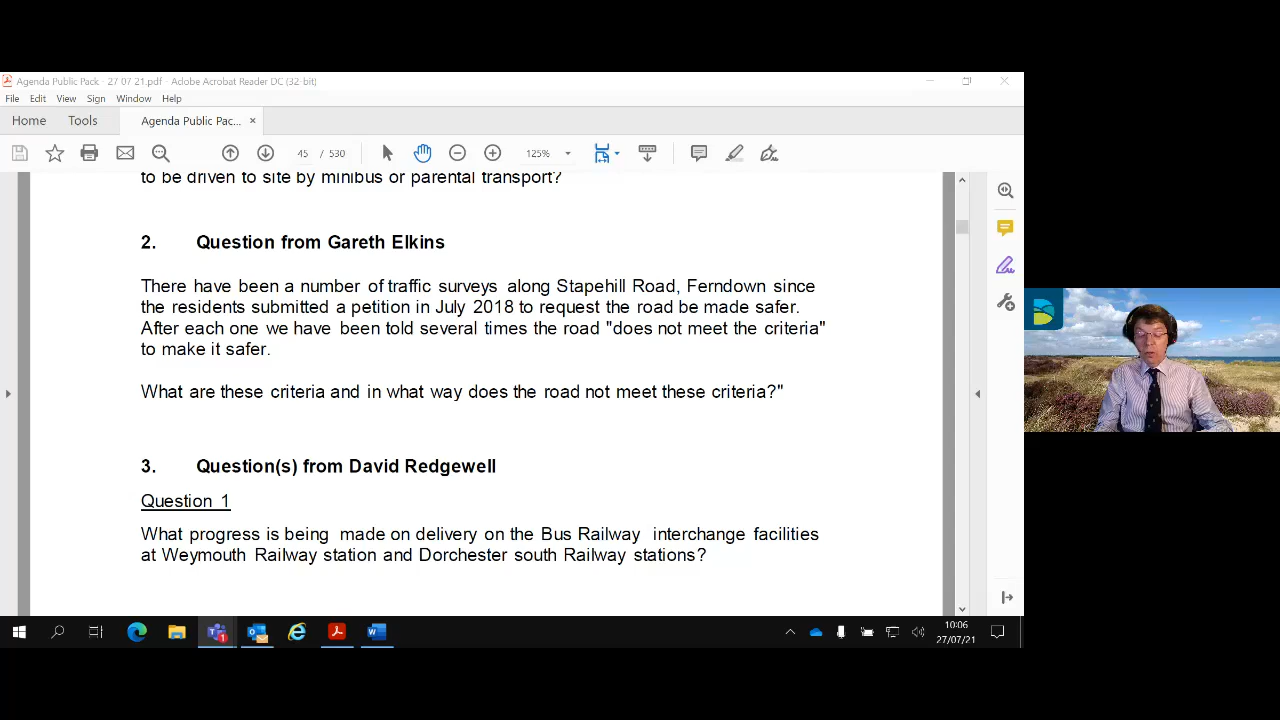 Agenda Public Pack - 27 07 21.pdf - Adobe Acrobat Reader DC (32-bit)
File Edit View Sign Window Help
Home Tools Agenda Public Pac... ×
45 / 530 125%
to be driven to site by minibus or parental transport?
2. Question from Gareth Elkins
There have been a number of traffic surveys along Stapehill Road, Ferndown since
the residents submitted a petition in July 2018 to request the road be made safer.
After each one we have been told several times the road "does not meet the criteria"
to make it safer.
What are these criteria and in what way does the road not meet these criteria?"
3. Question(s) from David Redgewell
Question 1
What progress is being made on delivery on the Bus Railway interchange facilities
at Weymouth Railway station and Dorchester south Railway stations?
10:06
27/07/21